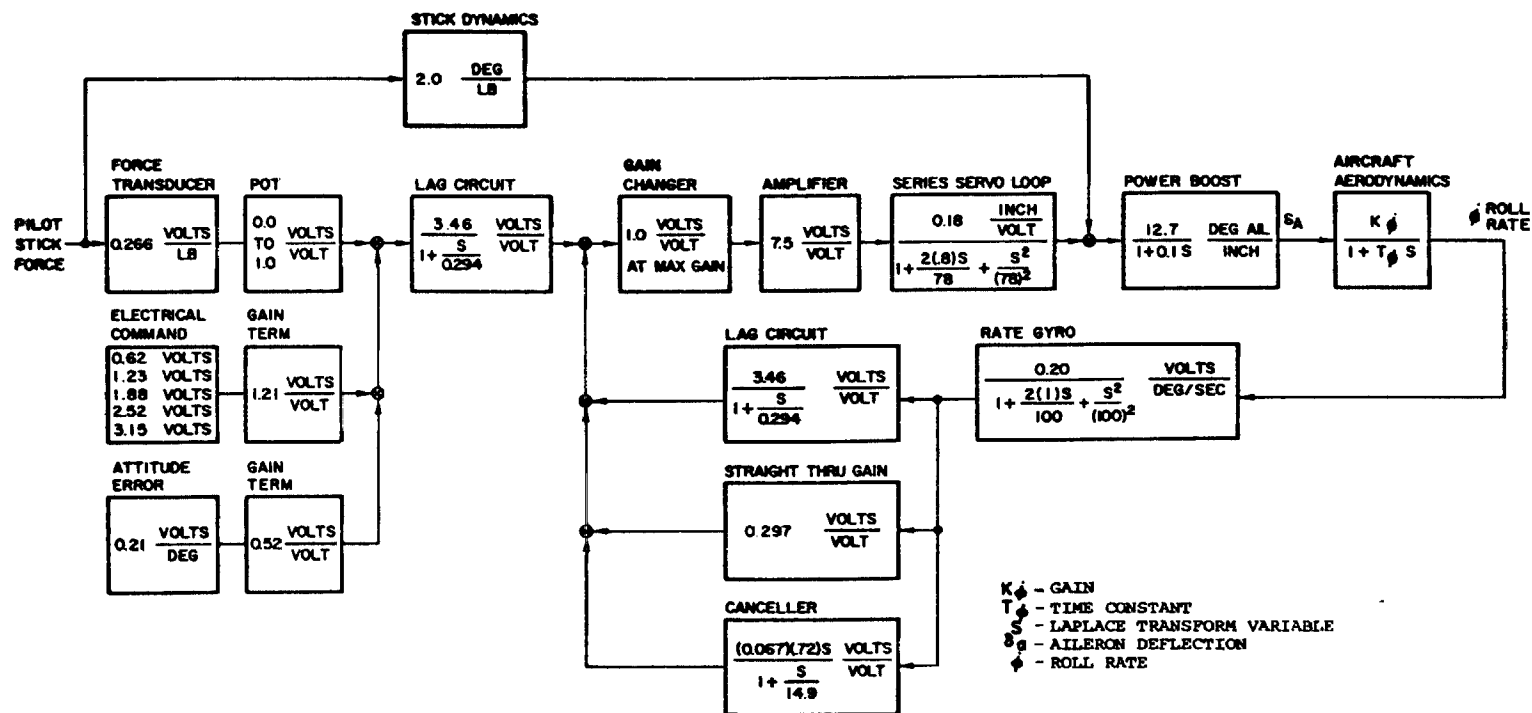 STICK DYNAMICS
2.0 DEG
LB
FORCE TRANSDUCER
PILOT STICK FORCE
0.266 VOLTS
LB
POT
0.0 TO 1.0 VOLTS
VOLT
LAG CIRCUIT
3.46 VOLTS
1 + S VOLT
0.294
GAIN CHANGER
1.0 VOLTS
VOLT
AT MAX GAIN
AMPLIFIER
7.5 VOLTS
VOLT
SERIES SERVO LOOP
0.18 INCH
VOLT
1 + 2(.8)S + S²
78 (78)²
POWER BOOST
12.7 DEG AIL
1 + 0.1 S INCH
SA
AIRCRAFT AERODYNAMICS
K φ̇
1 + Tφ̇ S
φ̇ ROLL RATE
ELECTRICAL COMMAND
0.62 VOLTS
1.23 VOLTS
1.88 VOLTS
2.52 VOLTS
3.15 VOLTS
GAIN TERM
1.21 VOLTS
VOLT
ATTITUDE ERROR
0.21 VOLTS
DEG
GAIN TERM
0.52 VOLTS
VOLT
LAG CIRCUIT
3.46 VOLTS
1 + S VOLT
0.294
RATE GYRO
0.20 VOLTS
1 + 2(1)S + S² DEG/SEC
100 (100)²
STRAIGHT THRU GAIN
0.297 VOLTS
VOLT
CANCELLER
(0.067)(.72)S VOLTS
1 + S VOLT
14.9
Kφ̇ - GAIN
Tφ̇ - TIME CONSTANT
S - LAPLACE TRANSFORM VARIABLE
δa - AILERON DEFLECTION
φ̇ - ROLL RATE